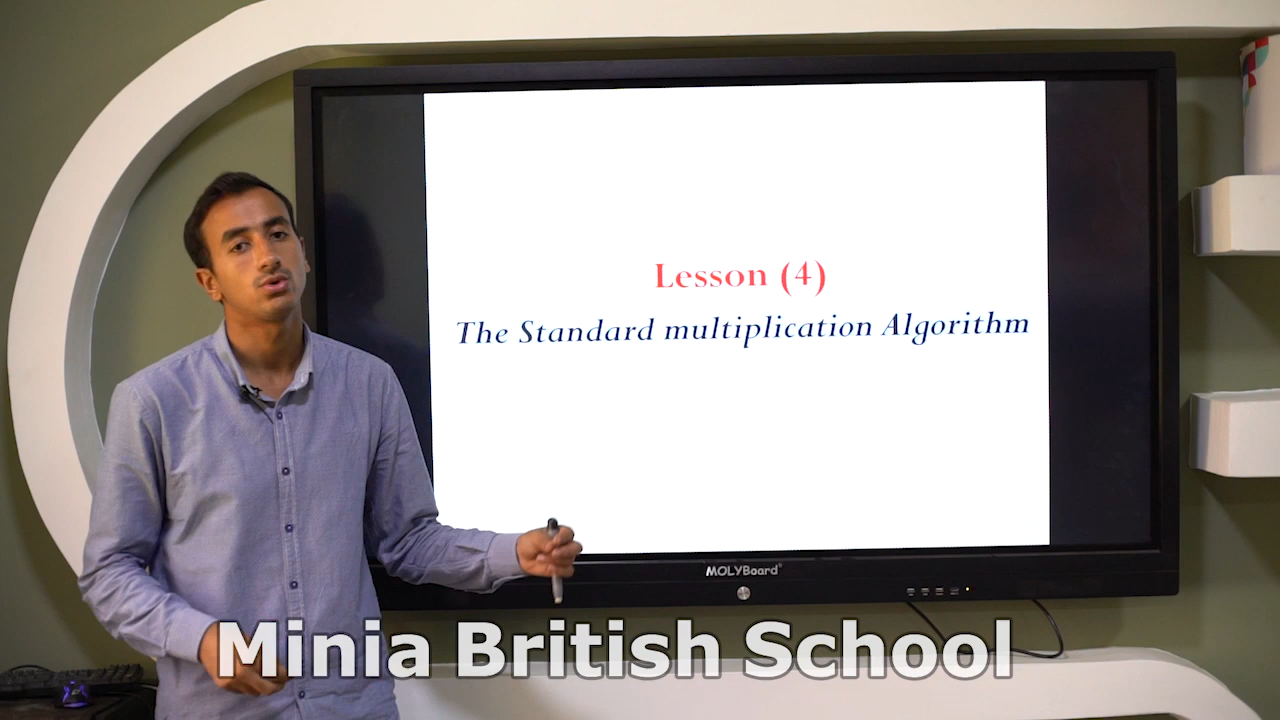 Lesson (4)
The Standard multiplication Algorithm
MOLYBoard
Minia British School